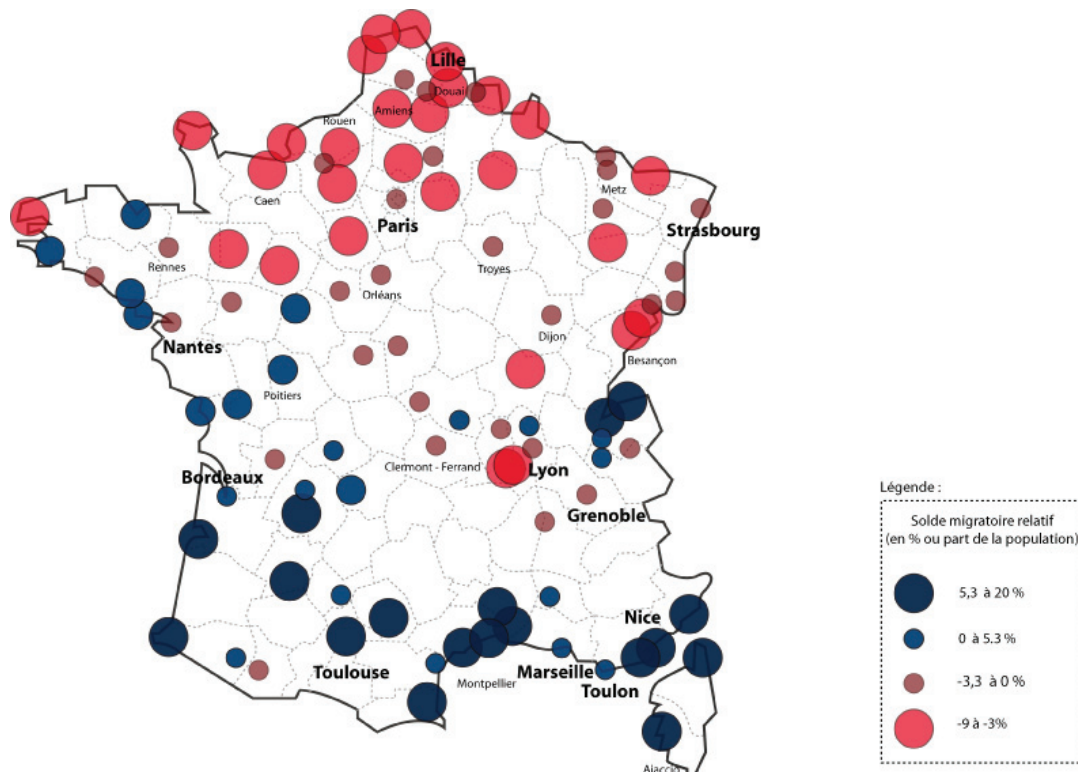 Lille
Douai
Amiens
Rouen
Caen
Metz
Paris
Strasbourg
Rennes
Troyes
Orléans
Nantes
Dijon
Besançon
Poitiers
Clermont - Ferrand
Lyon
Bordeaux
Grenoble
Légende :
Solde migratoire relatif
(en % ou part de la population)
5,3 à 20 %
0 à 5.3 %
-3,3 à 0 %
-9 à -3%
Nice
Toulouse
Marseille
Montpellier
Toulon
Ajaccio